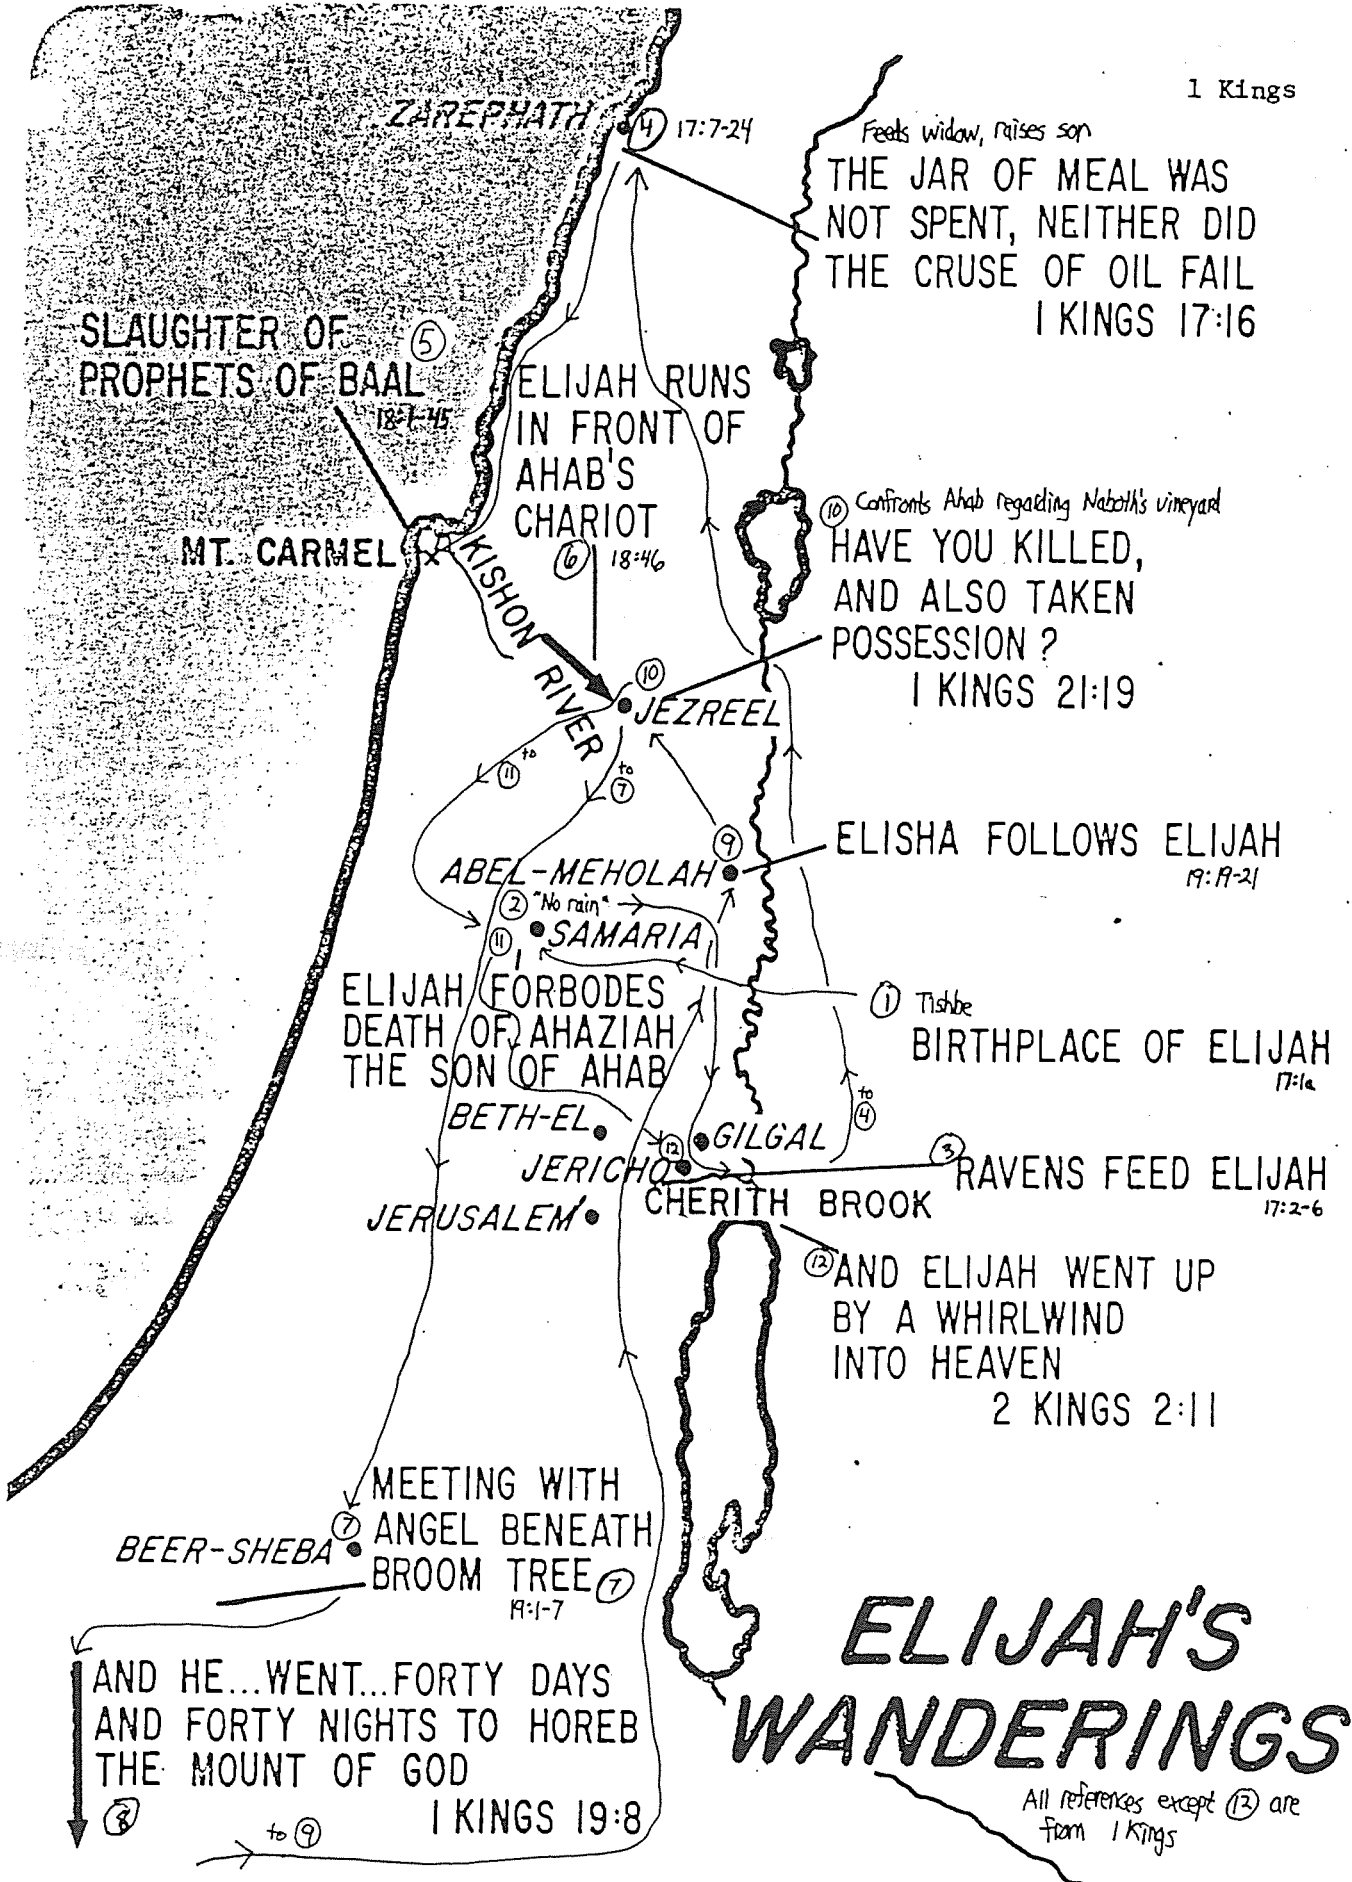 1 Kings
ZAREPHATH
4 17:7-24
Feeds widow, raises son
THE JAR OF MEAL WAS
NOT SPENT, NEITHER DID
THE CRUSE OF OIL FAIL
1 KINGS 17:16
SLAUGHTER OF
PROPHETS OF BAAL
5
18:1-45
ELIJAH RUNS
IN FRONT OF
AHAB'S
CHARIOT
6 18:46
MT. CARMEL
KISHON RIVER
10 Confronts Ahab regarding Naboth's vineyard
HAVE YOU KILLED,
AND ALSO TAKEN
POSSESSION ?
1 KINGS 21:19
10
JEZREEL
to
11
to
7
9
ABEL-MEHOLAH
ELISHA FOLLOWS ELIJAH
19:19-21
2 "No rain"
11
SAMARIA
ELIJAH FORBODES
DEATH OF AHAZIAH
THE SON OF AHAB
1 Tishbe
BIRTHPLACE OF ELIJAH
17:1a
to
4
BETH-EL
GILGAL
12
JERICHO
3
RAVENS FEED ELIJAH
17:2-6
CHERITH BROOK
JERUSALEM
12
AND ELIJAH WENT UP
BY A WHIRLWIND
INTO HEAVEN
2 KINGS 2:11
7
BEER-SHEBA
MEETING WITH
ANGEL BENEATH
BROOM TREE 7
19:1-7
AND HE...WENT...FORTY DAYS
AND FORTY NIGHTS TO HOREB
THE MOUNT OF GOD
8
1 KINGS 19:8
to 9
ELIJAH'S
WANDERINGS
All references except 12 are
from 1 Kings